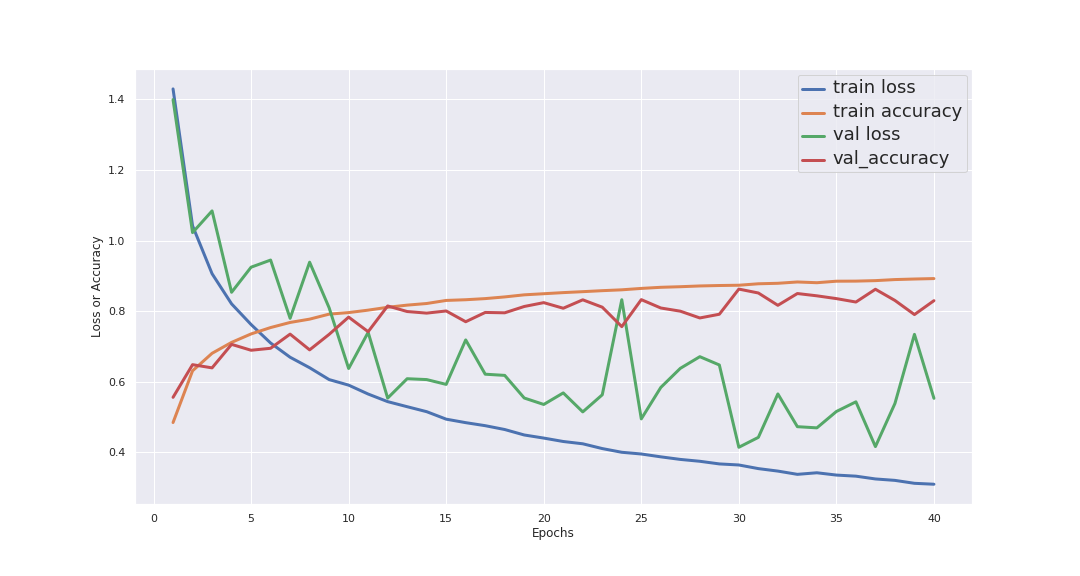 1.4
1.2
1.0
0.8
0.6
0.4
Loss or Accuracy
train loss
train accuracy
val loss
val_accuracy
0 5 10 15 20 25 30 35 40
Epochs